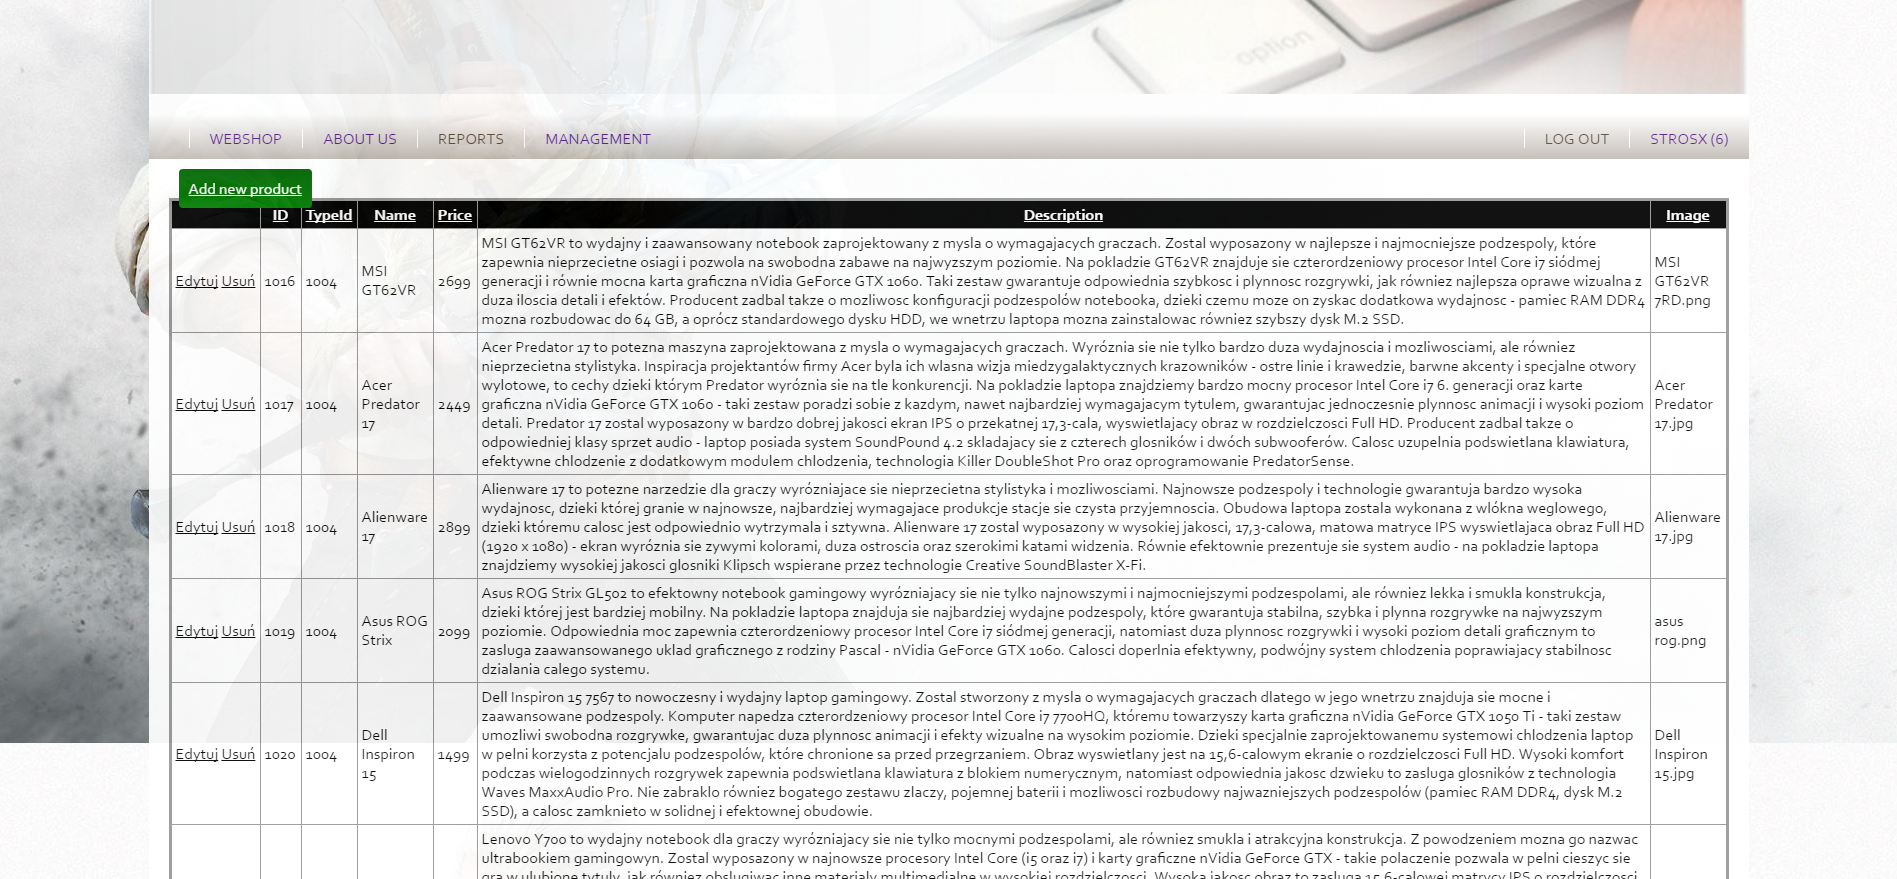 option
WEBSHOP
ABOUT US
REPORTS
MANAGEMENT
LOG OUT
STROSX (6)
Add new product
ID TypeId Name Price Description Image
Edytuj Usuń
1016
1004
MSI
GT62VR
2699
MSI GT62VR to wydajny i zaawansowany notebook zaprojektowany z mysla o wymagajacych graczach. Zostal wyposazony w najlepsze i najmocniejsze podzespoly, które
zapewnia nieprzecietne osiagi i pozwola na swobodna zabawe na najwyzszym poziomie. Na pokladzie GT62VR znajduje sie czterordzeniowy procesor Intel Core i7 siódmej
generacji i równie mocna karta graficzna nVidia GeForce GTX 1060. Taki zestaw gwarantuje odpowiednia szybkosc i plynnosc rozgrywki, jak równiez najlepsza oprawe wizualna z
duza iloscia detali i efektów. Producent zadbal takze o mozliwosc konfiguracji podzespolów notebooka, dzieki czemu moze on zyskac dodatkowa wydajnosc - pamiec RAM DDR4
mozna rozbudowac do 64 GB, a oprócz standardowego dysku HDD, we wnetrzu laptopa mozna zainstalowac równiez szybszy dysk M.2 SSD.
MSI
GT62VR
7RD.png
Edytuj Usuń
1017
1004
Acer
Predator
17
2449
Acer Predator 17 to potezna maszyna zaprojektowana z mysla o wymagajacych graczach. Wyróznia sie nie tylko bardzo duza wydajnoscia i mozliwosciami, ale równiez
nieprzecietna stylistyka. Inspiracja projektantów firmy Acer byla ich wlasna wizja miedzygalaktycznych krazowników - ostre linie i krawedzie, barwne akcenty i specjalne otwory
wylotowe, to cechy dzieki którym Predator wyróznia sie na tle konkurencji. Na pokladzie laptopa znajdziemy bardzo mocny procesor Intel Core i7 6. generacji oraz karte
graficzna nVidia GeForce GTX 1060 - taki zestaw poradzi sobie z kazdym, nawet najbardziej wymagajacym tytulem, gwarantujac jednoczesnie plynnosc animacji i wysoki poziom
detali. Predator 17 zostal wyposazony w bardzo dobrej jakosci ekran IPS o przekatnej 17,3-cala, wyswietlajacy obraz w rozdzielczosci Full HD. Producent zadbal takze o
odpowiedniej klasy sprzet audio - laptop posiada system SoundPound 4.2 skladajacy sie z czterech glosników i dwóch subwooferów. Calosc uzupelnia podswietlana klawiatura,
efektywne chlodzenie z dodatkowym modulem chlodzenia, technologia Killer DoubleShot Pro oraz oprogramowanie PredatorSense.
Acer
Predator
17.jpg
Edytuj Usuń
1018
1004
Alienware
17
2899
Alienware 17 to potezne narzedzie dla graczy wyrózniajace sie nieprzecietna stylistyka i mozliwosciami. Najnowsze podzespoly i technologie gwarantuja bardzo wysoka
wydajnosc, dzieki której granie w najnowsze, najbardziej wymagajace produkcje stacje sie czysta przyjemnoscia. Obudowa laptopa zostala wykonana z wlókna weglowego,
dzieki któremu calosc jest odpowiednio wytrzymala i sztywna. Alienware 17 zostal wyposazony w wysokiej jakosci, 17,3-calowa, matowa matryce IPS wyswietlajaca obraz Full HD
(1920 x 1080) - ekran wyróznia sie zywymi kolorami, duza ostroscia oraz szerokimi katami widzenia. Równie efektownie prezentuje sie system audio - na pokladzie laptopa
znajdziemy wysokiej jakosci glosniki Klipsch wspierane przez technologie Creative SoundBlaster X-Fi.
Alienware
17.jpg
Edytuj Usuń
1019
1004
Asus ROG
Strix
2099
Asus ROG Strix GL502 to efektowny notebook gamingowy wyrózniajacy sie nie tylko najnowszymi i najmocniejszymi podzespolami, ale równiez lekka i smukla konstrukcja,
dzieki której jest bardziej mobilny. Na pokladzie laptopa znajduja sie najbardziej wydajne podzespoly, które gwarantuja stabilna, szybka i plynna rozgrywke na najwyzszym
poziomie. Odpowiednia moc zapewnia czterordzeniowy procesor Intel Core i7 siódmej generacji, natomiast duza plynnosc rozgrywki i wysoki poziom detali graficznym to
zasluga zaawansowanego uklad graficznego z rodziny Pascal - nVidia GeForce GTX 1060. Calosci doperlnia efektywny, podwójny system chlodzenia poprawiajacy stabilnosc
dzialania calego systemu.
asus
rog.png
Edytuj Usuń
1020
1004
Dell
Inspiron
15
1499
Dell Inspiron 15 7567 to nowoczesny i wydajny laptop gamingowy. Zostal stworzony z mysla o wymagajacych graczach dlatego w jego wnetrzu znajduja sie mocne i
zaawansowane podzespoly. Komputer napedza czterordzeniowy procesor Intel Core i7 7700HQ, któremu towarzyszy karta graficzna nVidia GeForce GTX 1050 Ti - taki zestaw
umozliwi swobodna rozgrywke, gwarantujac duza plynnosc animacji i efekty wizualne na wysokim poziomie. Dzieki specjalnie zaprojektowanemu systemowi chlodzenia laptop
w pelni korzysta z potencjalu podzespolów, które chronione sa przed przegrzaniem. Obraz wyswietlany jest na 15,6-calowym ekranie o rozdzielczosci Full HD. Wysoki komfort
podczas wielogodzinnych rozgrywek zapewnia podswietlana klawiatura z blokiem numerycznym, natomiast odpowiednia jakosc dzwieku to zasluga glosników z technologia
Waves MaxxAudio Pro. Nie zabraklo równiez bogatego zestawu zlaczy, pojemnej baterii i mozliwosci rozbudowy najwazniejszych podzespolów (pamiec RAM DDR4, dysk M.2
SSD), a calosc zamknieto w solidnej i efektownej obudowie.
Dell
Inspiron
15.jpg
Lenovo Y700 to wydajny notebook dla graczy wyrózniajacy sie nie tylko mocnymi podzespolami, ale równiez smukla i atrakcyjna konstrukcja. Z powodzeniem mozna go nazwac
ultrabookiem gamingowyn. Zostal wyposazony w najnowsze procesory Intel Core (i5 oraz i7) i karty graficzne nVidia GeForce GTX - takie polaczenie pozwala w pelni cieszyc sie
gra w ulubione tytuly, jak równiez obslugiwac inne materialy multimedialne w wysokiej rozdzielczosci. Wysoka jakosc obraz to zasluga 15,6-calowej matrycy IPS o rozdzielczosci